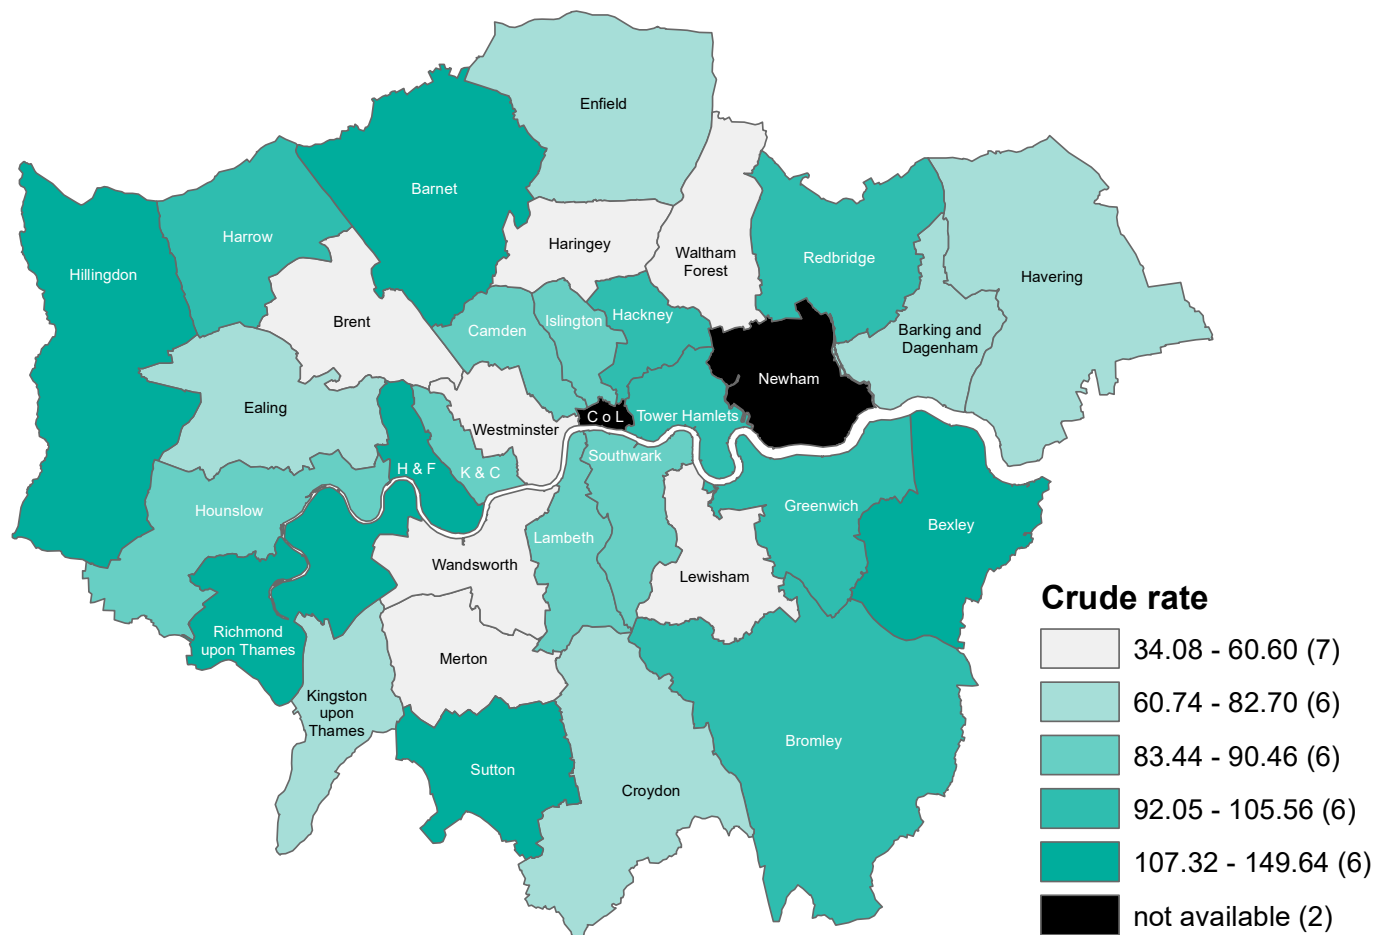 Enfield
Barnet
Harrow
Haringey
Waltham
Forest
Redbridge
Hillingdon
Havering
Brent
Camden
Islington
Hackney
Barking and
Dagenham
Newham
Ealing
Westminster
C o L
Tower Hamlets
H & F
K & C
Southwark
Hounslow
Greenwich
Bexley
Lambeth
Wandsworth
Lewisham
Richmond
upon Thames
Merton
Kingston
upon
Thames
Sutton
Croydon
Bromley
Crude rate
34.08 - 60.60 (7)
60.74 - 82.70 (6)
83.44 - 90.46 (6)
92.05 - 105.56 (6)
107.32 - 149.64 (6)
not available (2)